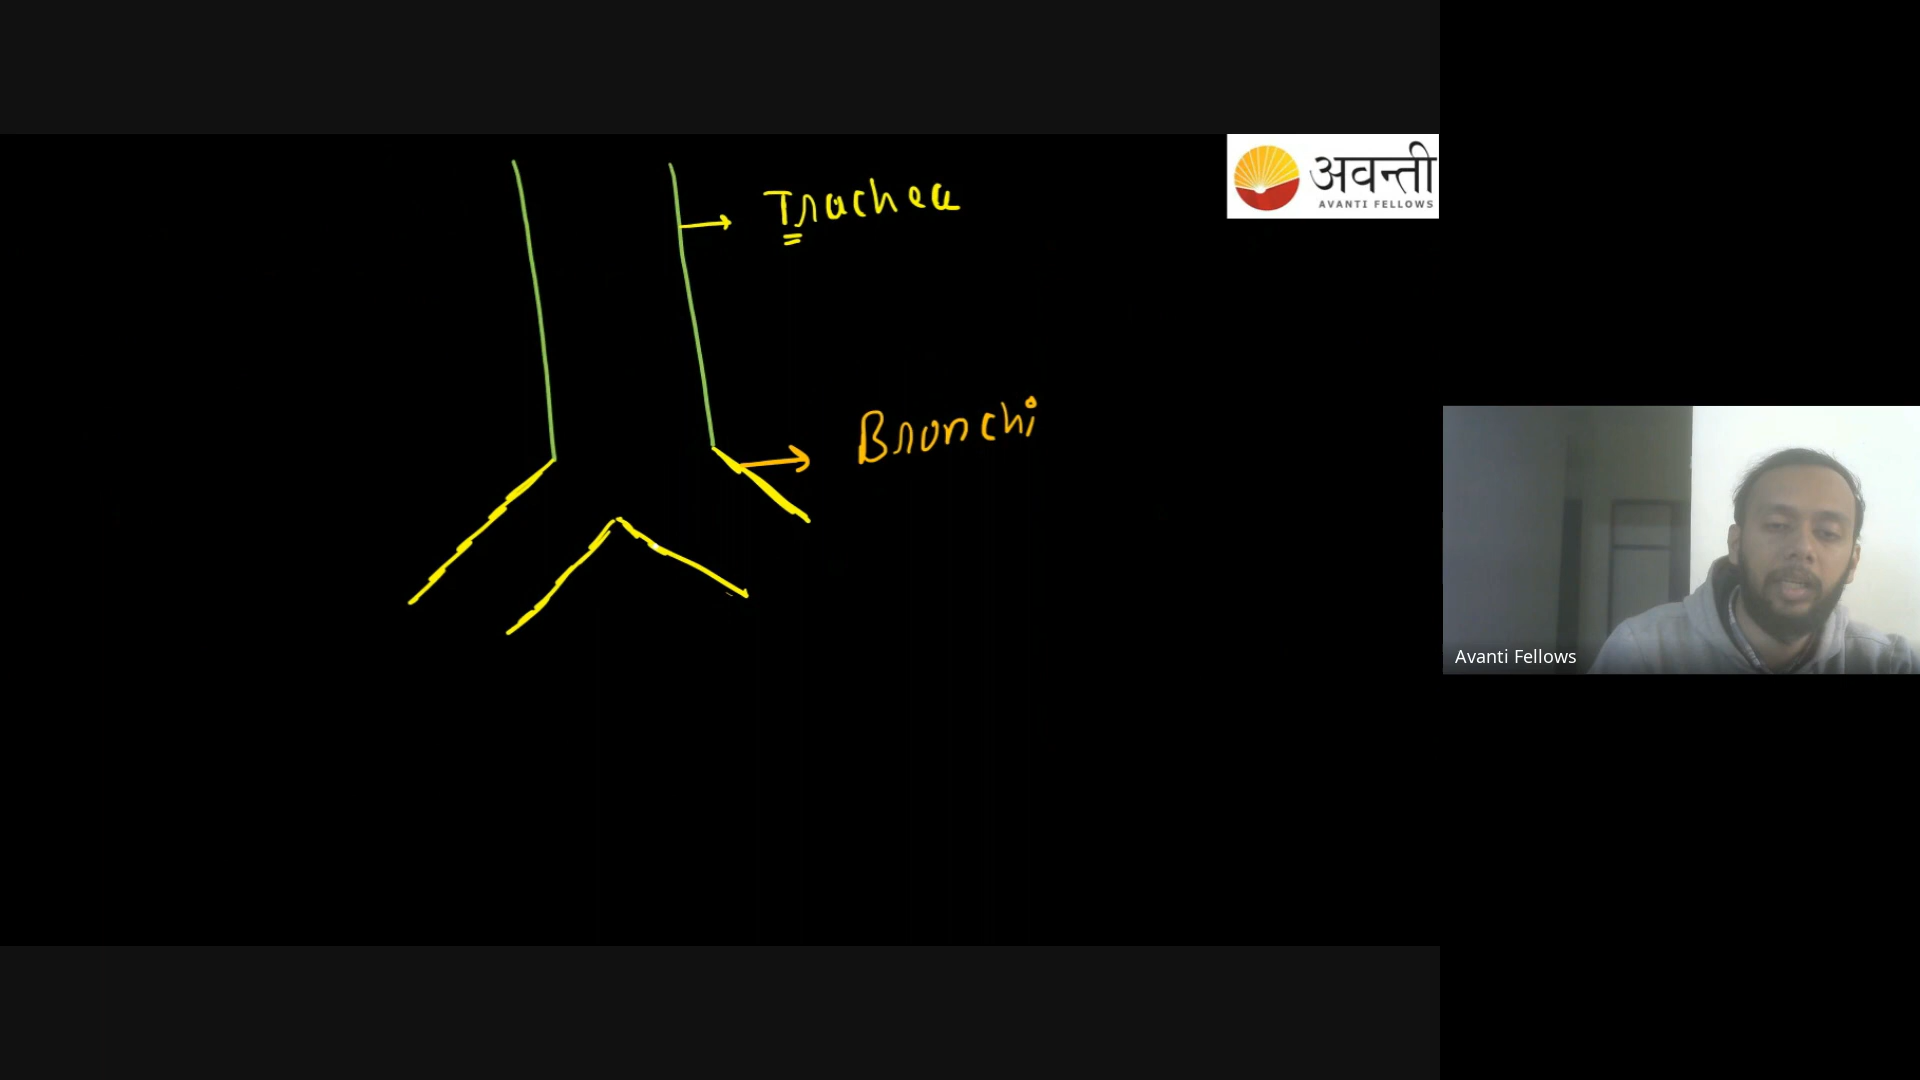 Trachea
अवन्ती
AVANTI FELLOWS
Bronchi
Avanti Fellows